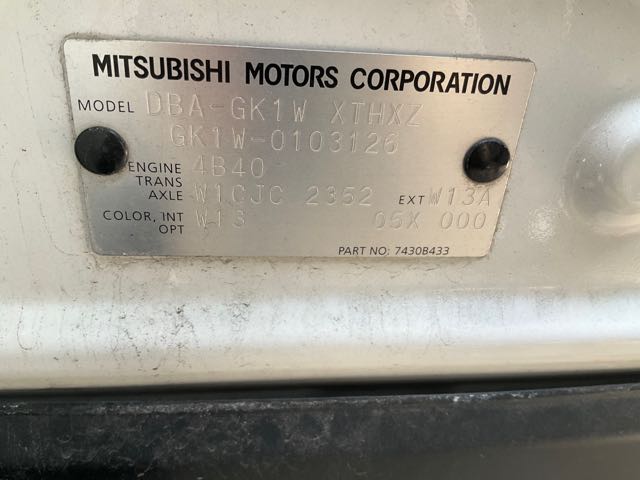 MITSUBISHI MOTORS CORPORATION
MODEL DBA-GK1W XTHXZ
GK1W-0103126
ENGINE 4B40
TRANS
AXLE W1CJC 2352 EXT W13A
COLOR, INT W13 05X 000
OPT
PART NO: 7430B433